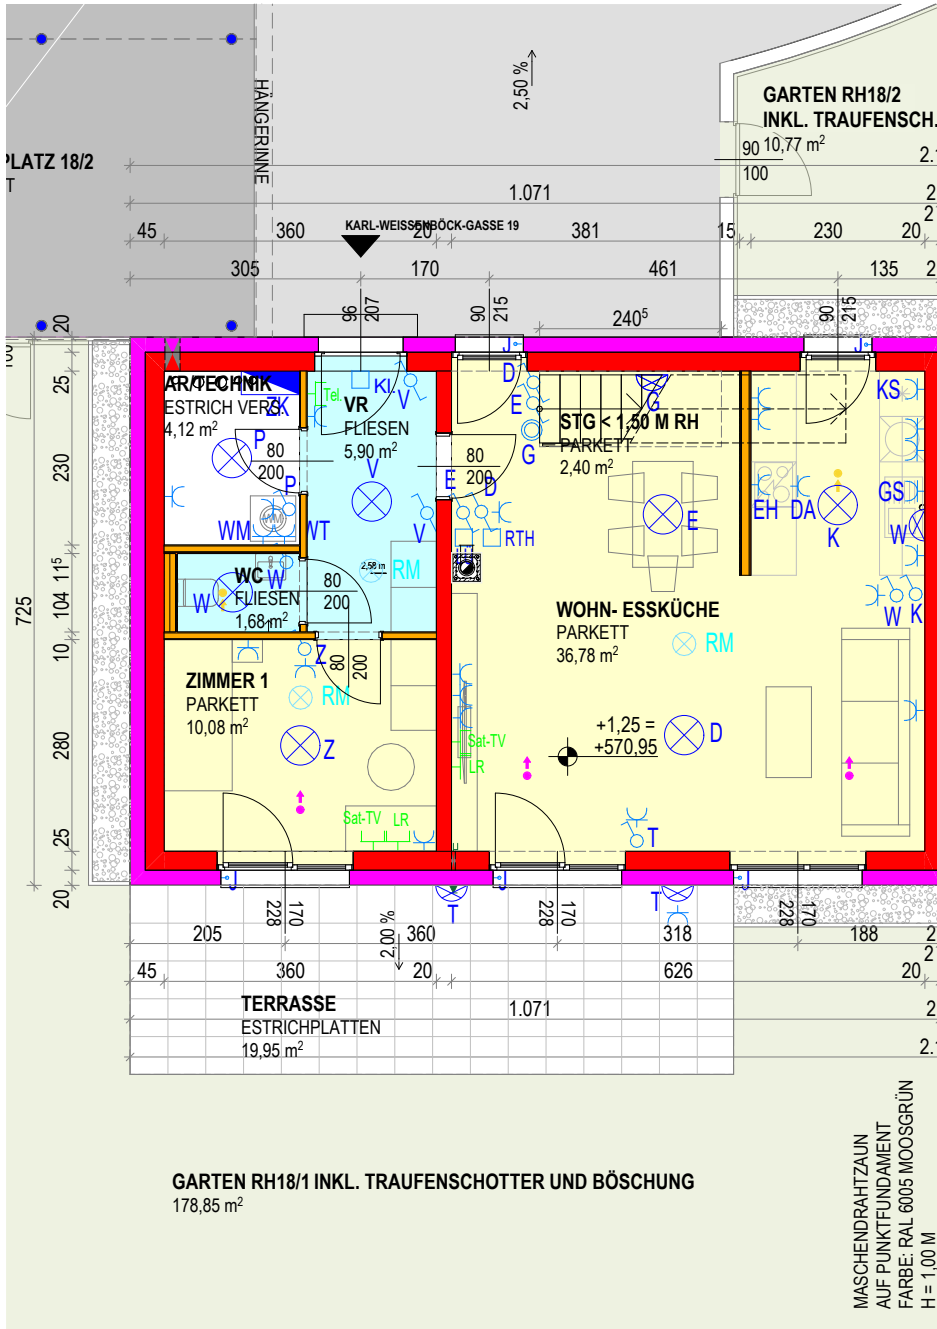 HÄNGERINNE
2,50 %
GARTEN RH18/2
INKL. TRAUFENSCH.
10,77 m²
90
100
PLATZ 18/2
1.071
45
360
20
381
15
230
20
KARL-WEISSENBÖCK-GASSE 19
305
170
461
135
96
207
90
215
240⁵
90
215
20
25
230
115
104
10
280
25
20
725
AR/TECHNIK
ESTRICH VERS.
4,12 m²
ZK
P
P
80
200
WM
WM
WT
Tel.
KI.
V
VR
FLIESEN
5,90 m²
V
V
80
200
E
D
RTH
J
D
E
G
G
STG < 1,50 M RH
PARKETT
2,40 m²
E
KS
GS
EH
DA
K
W
W
K
WC
FLIESEN
1,68 m²
W
W
80
200
2,58 m
RM
WOHN- ESSKÜCHE
PARKETT
36,78 m²
RM
ZIMMER 1
PARKETT
10,08 m²
Z
80
200
RM
Z
Sat-TV
LR
Sat-TV
LR
+1,25 =
+570,95
D
T
J
J
J
T
T
228
170
228
170
228
170
205
2,00 %
360
318
188
45
360
20
626
20
1.071
TERRASSE
ESTRICHPLATTEN
19,95 m²
GARTEN RH18/1 INKL. TRAUFENSCHOTTER UND BÖSCHUNG
178,85 m²
MASCHENDRAHTZAUN
AUF PUNKTFUNDAMENT
FARBE: RAL 6005 MOOSGRÜN
H = 1,00 M